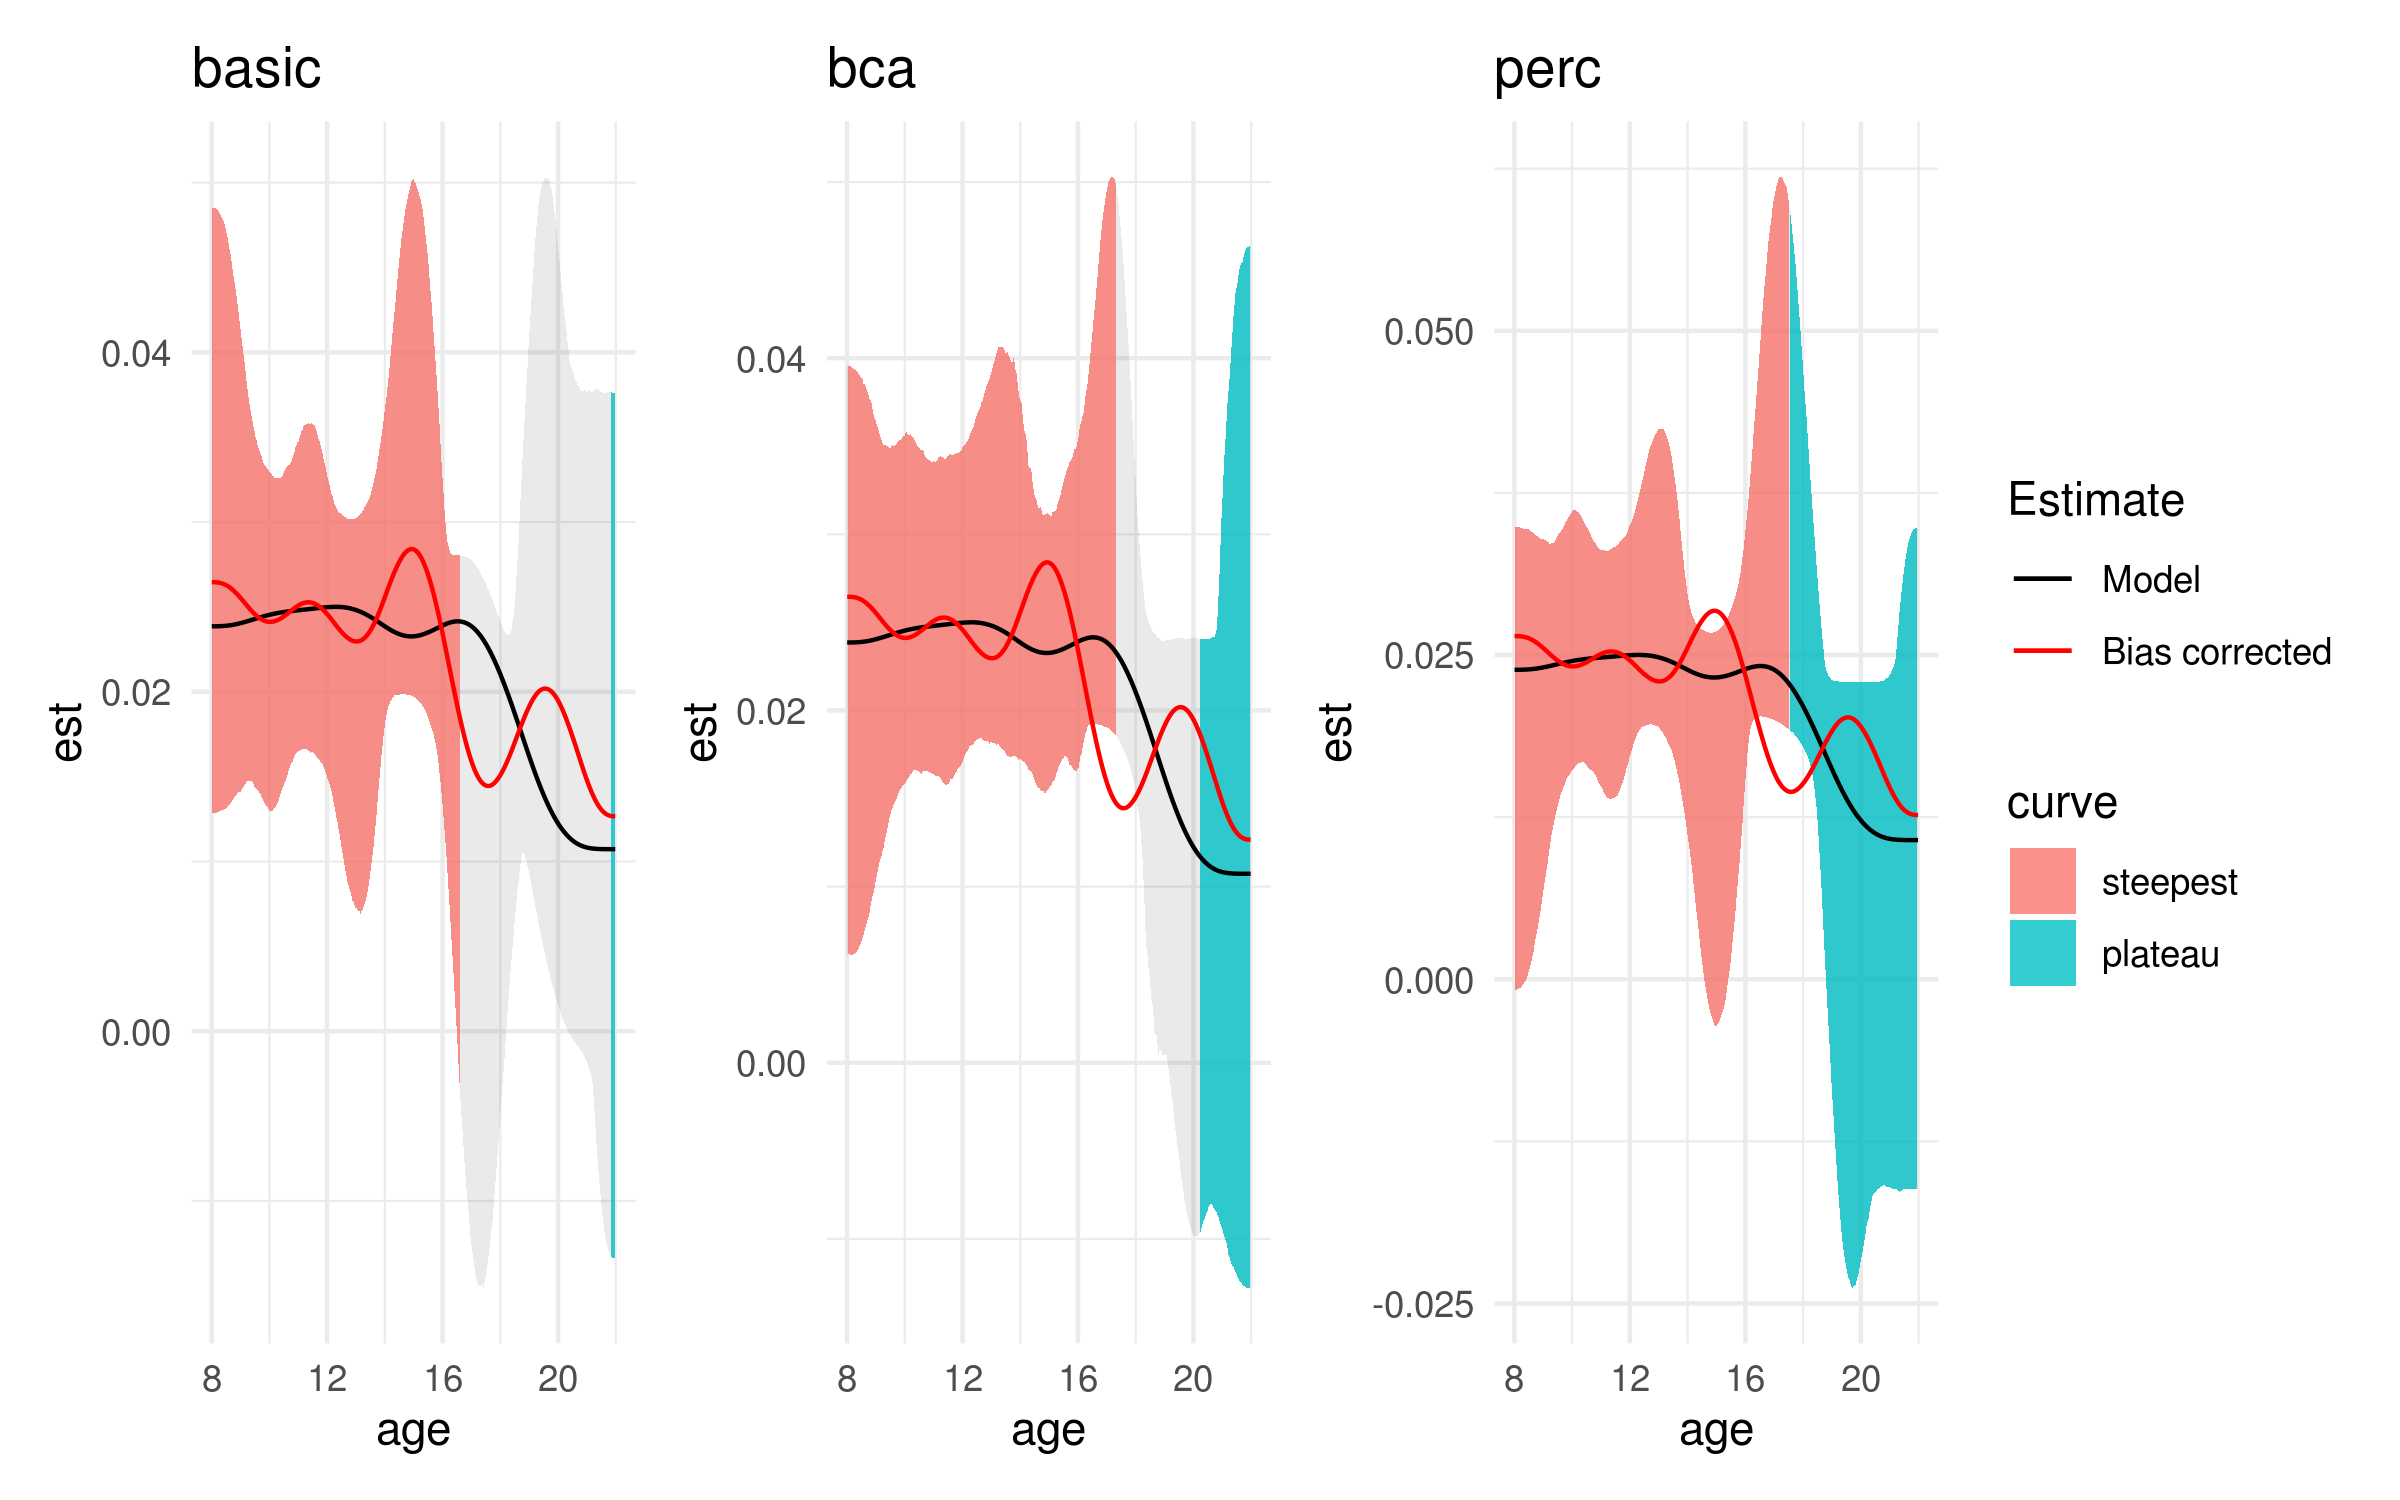 basic
bca
perc
0.04
0.02
0.00
est
8 12 16 20
age
0.04
0.02
0.00
est
8 12 16 20
age
0.050
0.025
0.000
-0.025
est
8 12 16 20
age
Estimate
Model
Bias corrected
curve
steepest
plateau